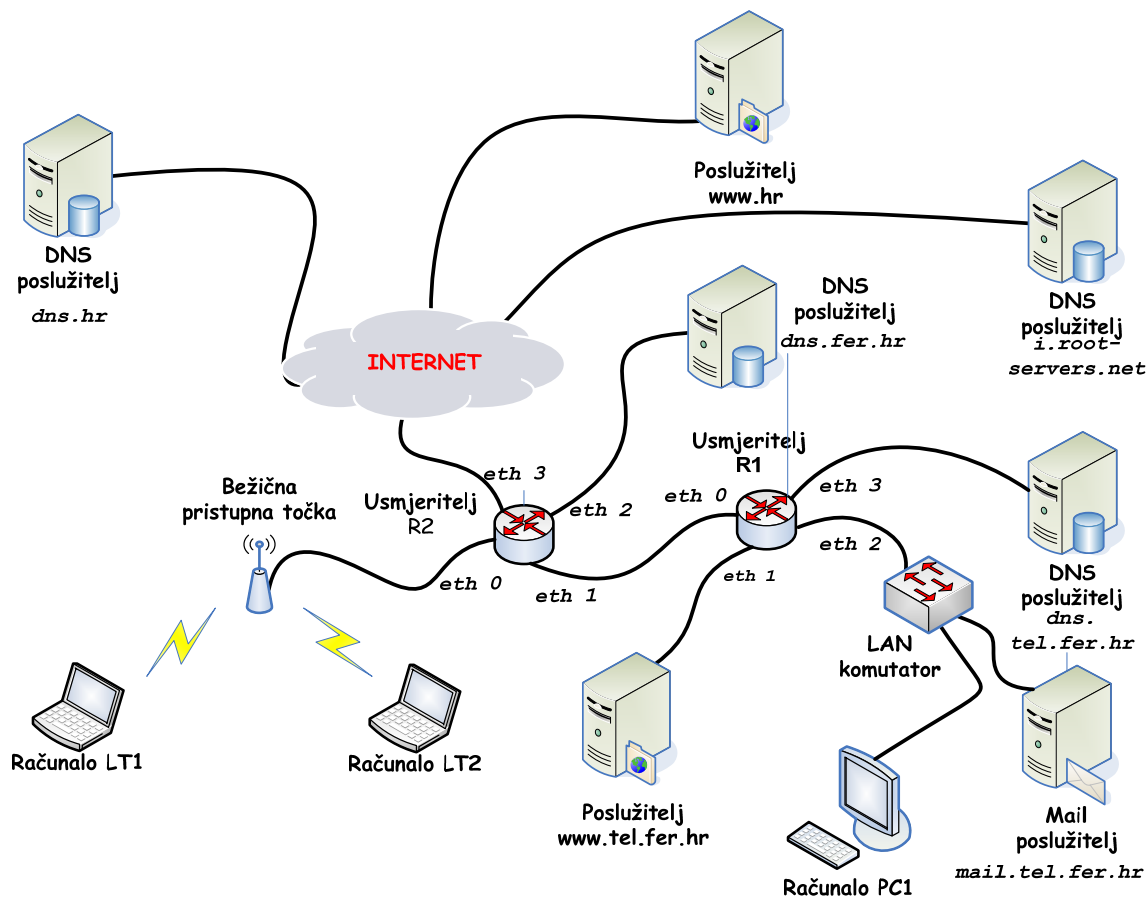 Poslužitelj
www.hr
DNS
poslužitelj
dns.hr
DNS
poslužitelj
dns.fer.hr
DNS
poslužitelj
i.root-
servers.net
INTERNET
Usmjeritelj
R1
eth 3
eth 0
eth 3
Bežična
pristupna točka
Usmjeritelj
R2
eth 2
eth 2
eth 0
eth 1
eth 1
DNS
poslužitelj
dns.
tel.fer.hr
LAN
komutator
Računalo LT1
Računalo LT2
Poslužitelj
www.tel.fer.hr
Mail
poslužitelj
mail.tel.fer.hr
Računalo PC1